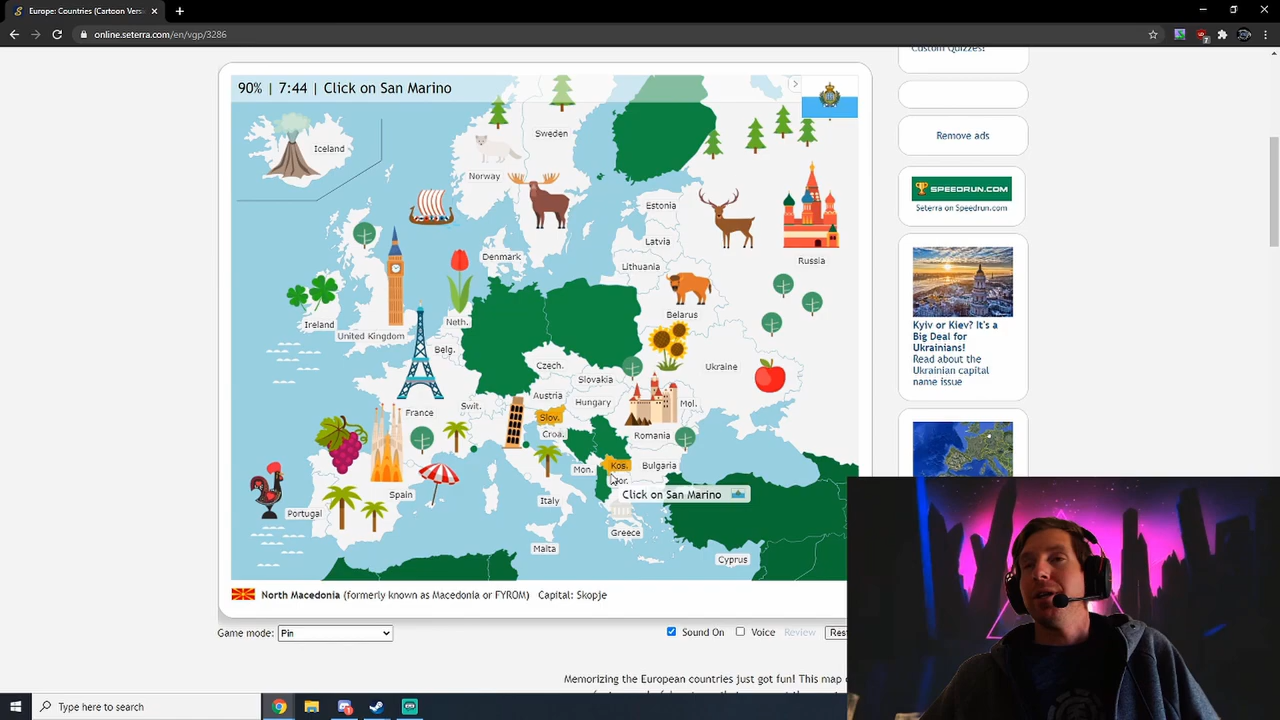 Europe: Countries (Cartoon Versi
online.seterra.com/en/vgp/3286
7
Custom Quizzes!
90% | 7:44 | Click on San Marino
Remove ads
SPEEDRUN.COM
Seterra on Speedrun.com
Kyiv or Kiev? It's a
Big Deal for
Ukrainians!
Read about the
Ukrainian capital
name issue
Iceland
Sweden
Norway
Estonia
Latvia
Denmark
Russia
Lithuania
Belarus
Ireland
Neth.
United Kingdom
Belg.
Czech.
Ukraine
Slovakia
Austria
Hungary
Mol.
France
Swit.
Slov.
Croa.
Romania
Mon.
Kos.
Bulgaria
Spain
Click on San Marino
Italy
Portugal
Greece
Malta
Cyprus
North Macedonia (formerly known as Macedonia or FYROM) Capital: Skopje
Game mode: Pin
Sound On
Voice
Review
Rest
Memorizing the European countries just got fun! This map o
Type here to search